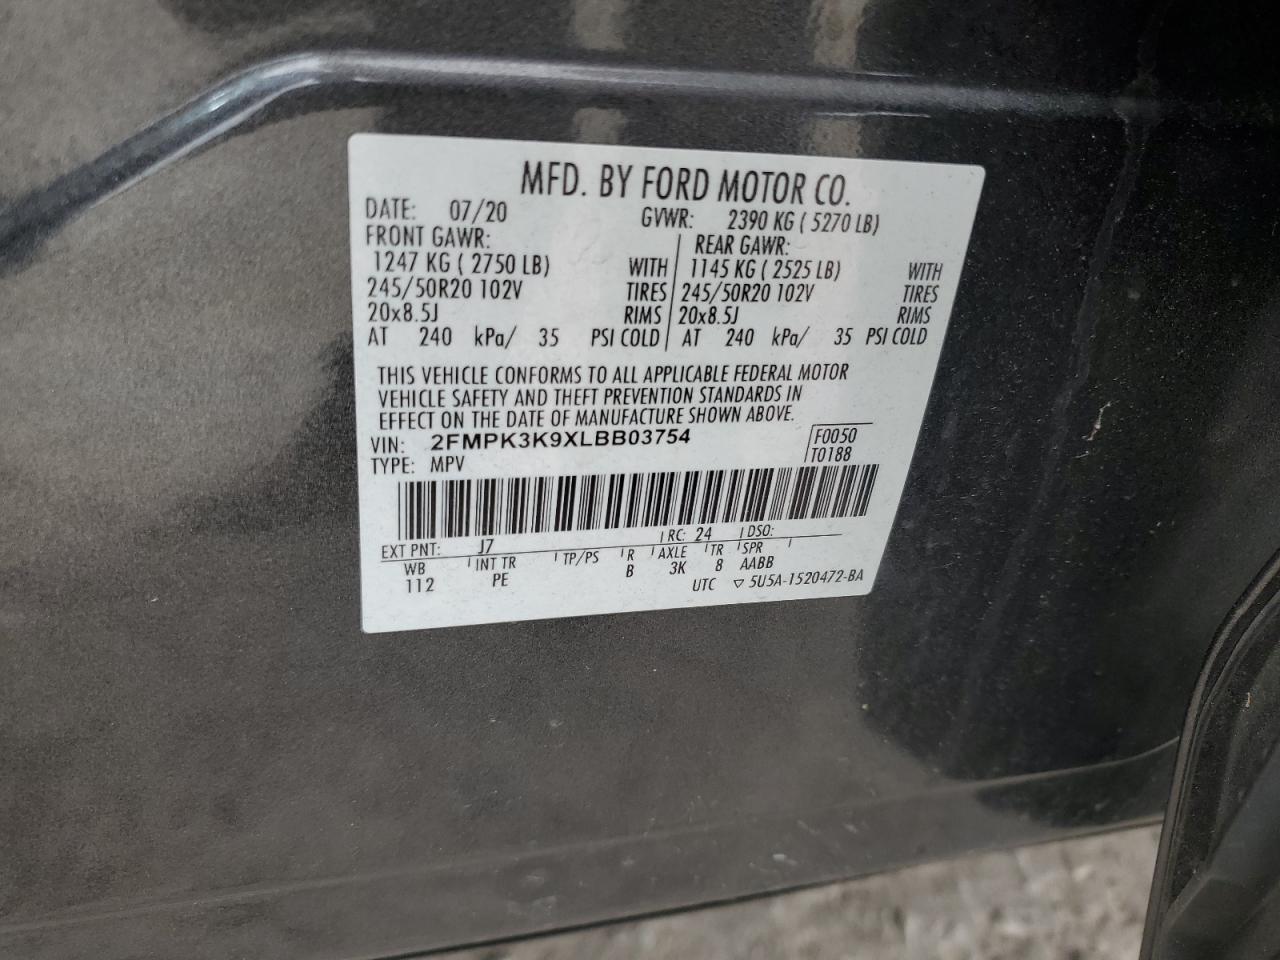 MFD. BY FORD MOTOR CO.
DATE: 07/20 GVWR: 2390 KG ( 5270 LB)
FRONT GAWR: REAR GAWR:
1247 KG ( 2750 LB) WITH 1145 KG ( 2525 LB) WITH
245/50R20 102V TIRES 245/50R20 102V TIRES
20x8.5J RIMS 20x8.5J RIMS
AT 240 kPa/ 35 PSI COLD AT 240 kPa/ 35 PSI COLD
THIS VEHICLE CONFORMS TO ALL APPLICABLE FEDERAL MOTOR
VEHICLE SAFETY AND THEFT PREVENTION STANDARDS IN
EFFECT ON THE DATE OF MANUFACTURE SHOWN ABOVE.
VIN: 2FMPK3K9XLBB03754 F0050
TYPE: MPV T0188
EXT PNT: J7 RC: 24 DSO:
WB INT TR TP/PS R AXLE TR SPR
112 PE B 3K 8 AABB
UTC ▽ 5U5A-1520472-BA